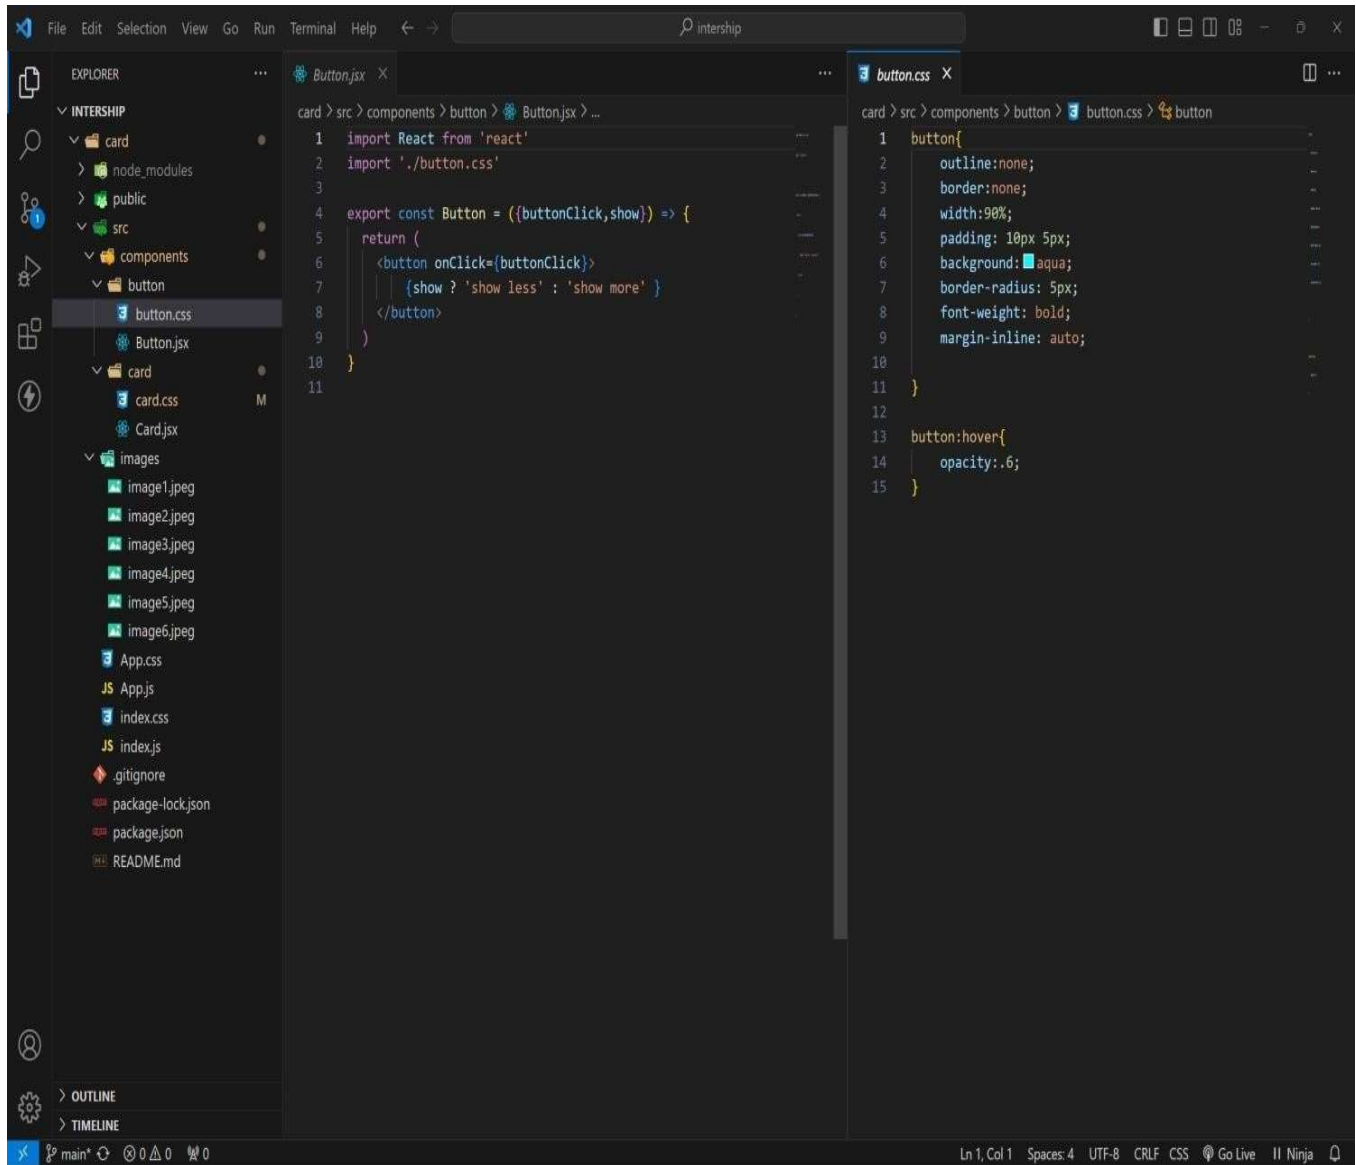 File Edit Selection View Go Run Terminal Help intership
EXPLORER
INTERSHIP
card
node_modules
public
src
components
button
button.css
Button.jsx
card
card.css M
Card.jsx
images
image1.jpeg
image2.jpeg
image3.jpeg
image4.jpeg
image5.jpeg
image6.jpeg
App.css
JS App.js
index.css
JS index.js
.gitignore
package-lock.json
package.json
README.md
OUTLINE
TIMELINE
Button.jsx
card > src > components > button > Button.jsx > ...
1 import React from 'react'
2 import './button.css'
3
4 export const Button = ({buttonClick,show}) => {
5 return (
6 <button onClick={buttonClick}>
7 {show ? 'show less' : 'show more' }
8 </button>
9 )
10 }
11
button.css
card > src > components > button > button.css > button
1 button{
2 outline:none;
3 border:none;
4 width:90%;
5 padding: 10px 5px;
6 background: aqua;
7 border-radius: 5px;
8 font-weight: bold;
9 margin-inline: auto;
10
11 }
12
13 button:hover{
14 opacity:.6;
15 }
main* 0 0 0 Ln 1, Col 1 Spaces: 4 UTF-8 CRLF CSS Go Live Ninja